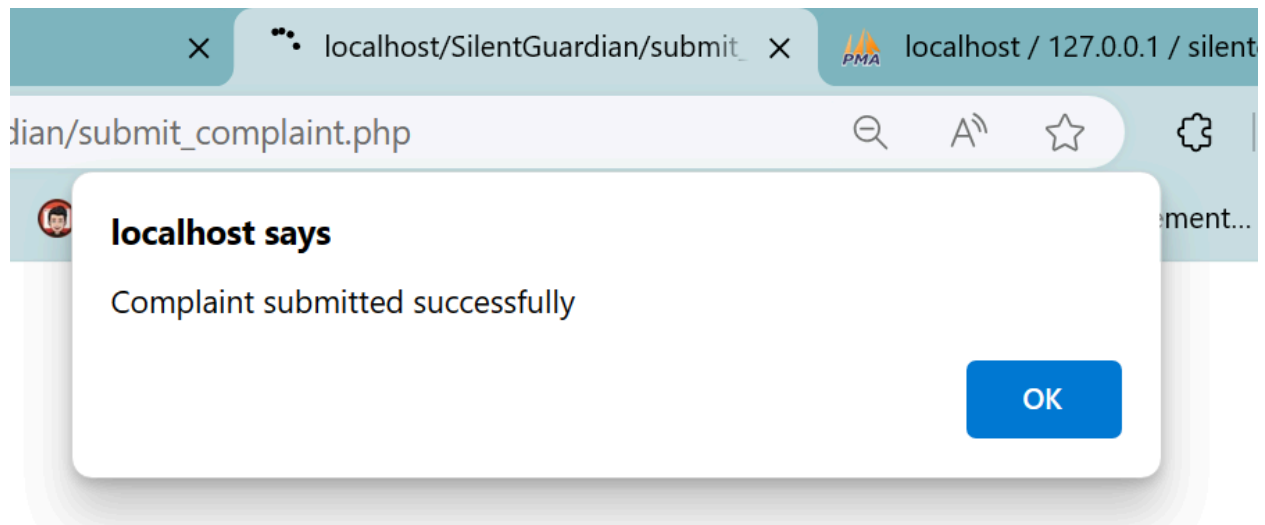 localhost/SilentGuardian/submit_
PMA localhost / 127.0.0.1 / silent
dian/submit_complaint.php
ement...
localhost says
Complaint submitted successfully
OK